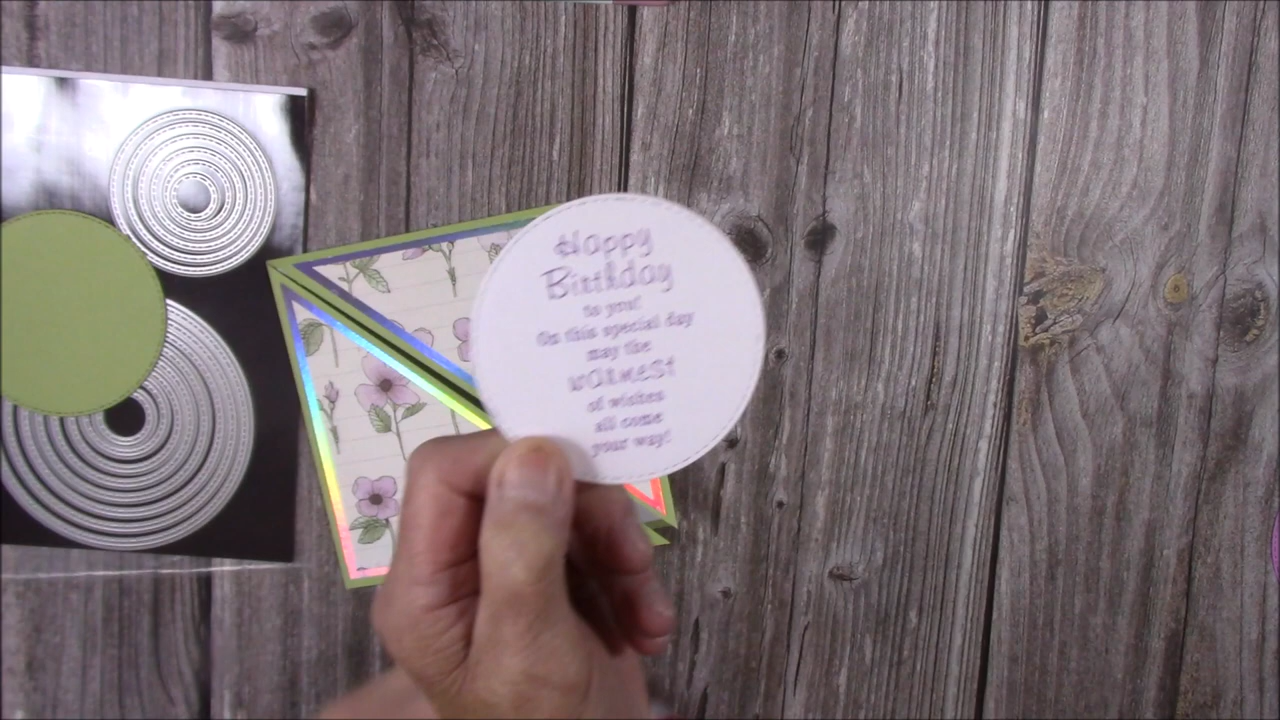 Happy
Birthday
to you!
On this special day
may the
WARMEST
of wishes
all come
your way!